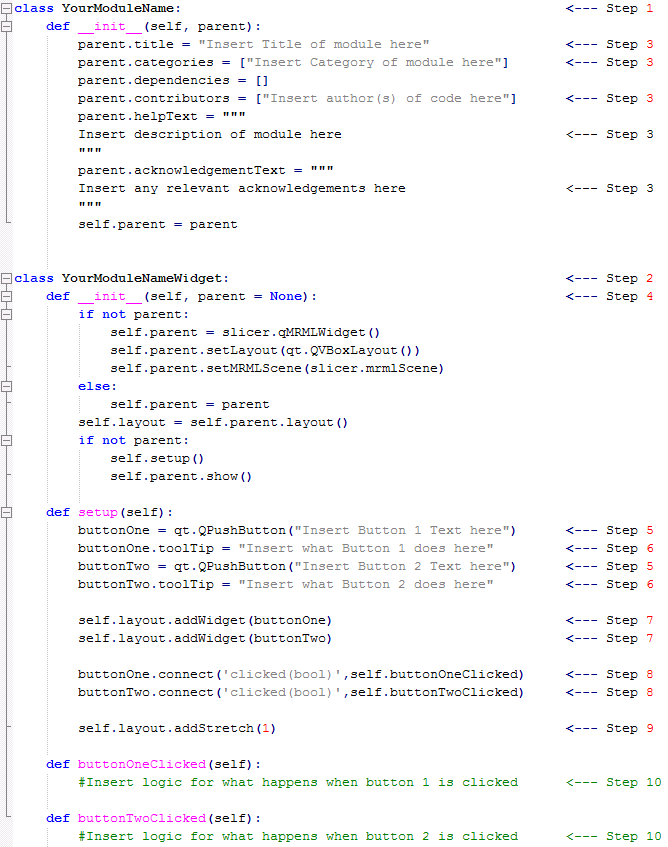 class YourModuleName:                                                 <--- Step 1
    def __init__(self, parent):
        parent.title = "Insert Title of module here"                  <--- Step 3
        parent.categories = ["Insert Category of module here"]        <--- Step 3
        parent.dependencies = []
        parent.contributors = ["Insert author(s) of code here"]       <--- Step 3
        parent.helpText = """
        Insert description of module here                             <--- Step 3
        """
        parent.acknowledgementText = """
        Insert any relevant acknowledgements here                     <--- Step 3
        """
        self.parent = parent
class YourModuleNameWidget:                                           <--- Step 2
    def __init__(self, parent = None):                                <--- Step 4
        if not parent:
            self.parent = slicer.qMRMLWidget()
            self.parent.setLayout(qt.QVBoxLayout())
            self.parent.setMRMLScene(slicer.mrmlScene)
        else:
            self.parent = parent
        self.layout = self.parent.layout()
        if not parent:
            self.setup()
            self.parent.show()
    def setup(self):
        buttonOne = qt.QPushButton("Insert Button 1 Text here")       <--- Step 5
        buttonOne.toolTip = "Insert what Button 1 does here"          <--- Step 6
        buttonTwo = qt.QPushButton("Insert Button 2 Text here")       <--- Step 5
        buttonTwo.toolTip = "Insert what Button 2 does here"          <--- Step 6
        self.layout.addWidget(buttonOne)                              <--- Step 7
        self.layout.addWidget(buttonTwo)                              <--- Step 7
        buttonOne.connect('clicked(bool)',self.buttonOneClicked)      <--- Step 8
        buttonTwo.connect('clicked(bool)',self.buttonTwoClicked)      <--- Step 8
        self.layout.addStretch(1)                                     <--- Step 9
    def buttonOneClicked(self):
        #Insert logic for what happens when button 1 is clicked       <--- Step 10
    def buttonTwoClicked(self):
        #Insert logic for what happens when button 2 is clicked       <--- Step 10